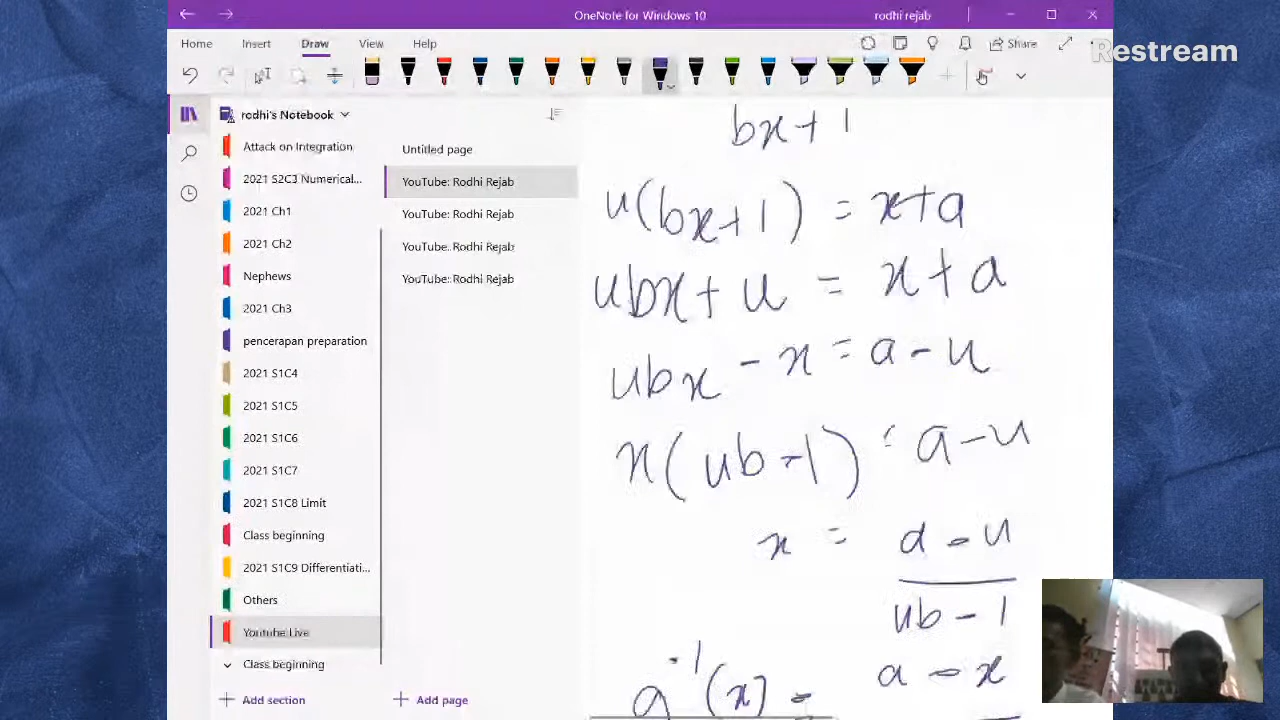 OneNote for Windows 10
rodhi rejab
Restream
Home Insert Draw View Help
Share
rodhi's Notebook
Attack on Integration
2021 S2C3 Numerical...
2021 Ch1
2021 Ch2
Nephews
2021 Ch3
pencerapan preparation
2021 S1C4
2021 S1C5
2021 S1C6
2021 S1C7
2021 S1C8 Limit
Class beginning
2021 S1C9 Differentiati...
Others
Youtube Live
Class beginning
Add section
Untitled page
YouTube: Rodhi Rejab
YouTube: Rodhi Rejab
YouTube: Rodhi Rejab
YouTube: Rodhi Rejab
Add page
bx+1
u(bx+1) = x+a
ubx+u = x+a
ubx - x = a - u
x(ub-1) = a-u
x = a - u
ub - 1
a - x
g⁻¹(x) =